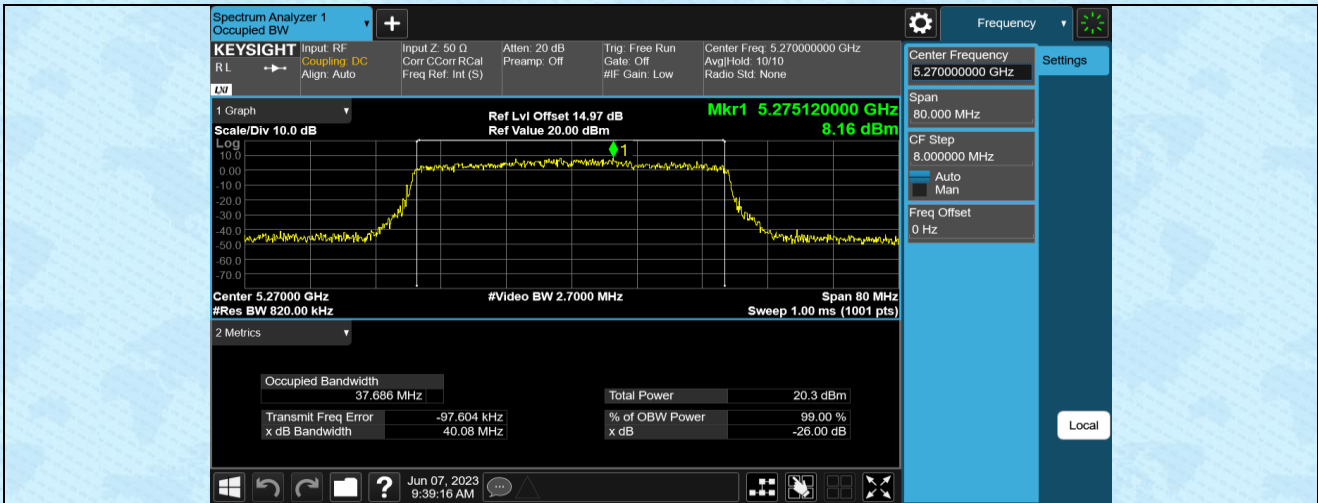 Spectrum Analyzer 1
Occupied BW
Frequency
KEYSIGHT
R L
LXI
Input: RF
Coupling: DC
Align: Auto
Input Z: 50 Ω
Corr CCorr RCal
Freq Ref: Int (S)
Atten: 20 dB
Preamp: Off
Trig: Free Run
Gate: Off
#IF Gain: Low
Center Freq: 5.270000000 GHz
Avg|Hold: 10/10
Radio Std: None
Center Frequency
5.270000000 GHz
Settings
Span
80.000 MHz
CF Step
8.000000 MHz
Auto
Man
Freq Offset
0 Hz
Local
1 Graph
Scale/Div 10.0 dB
Ref Lvl Offset 14.97 dB
Ref Value 20.00 dBm
Mkr1 5.275120000 GHz
8.16 dBm
Log
1
10.0
0.00
-10.0
-20.0
-30.0
-40.0
-50.0
-60.0
-70.0
Center 5.27000 GHz
#Res BW 820.00 kHz
#Video BW 2.7000 MHz
Span 80 MHz
Sweep 1.00 ms (1001 pts)
2 Metrics
Occupied Bandwidth
37.686 MHz
Total Power 20.3 dBm
Transmit Freq Error -97.604 kHz
% of OBW Power 99.00 %
x dB Bandwidth 40.08 MHz
x dB -26.00 dB
?
Jun 07, 2023
9:39:16 AM